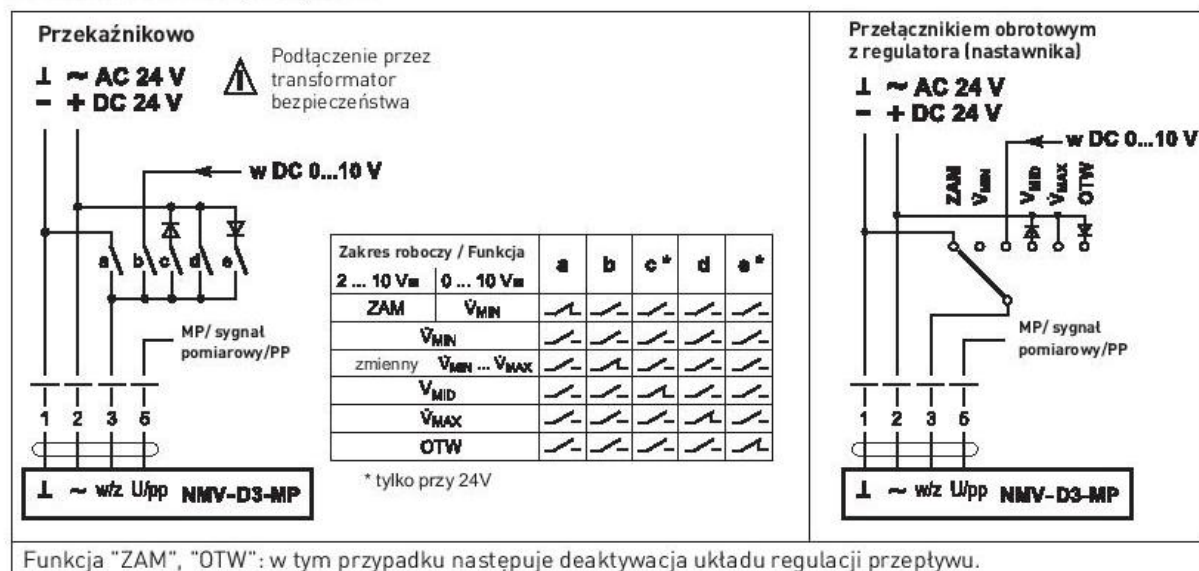 Przekaźnikowo
⊥ ~ AC 24 V
− + DC 24 V
Podłączenie przez
transformator
bezpieczeństwa
w DC 0...10 V
a b c d e
MP/ sygnał
pomiarowy/PP
1 2 3 5
⊥ ~ w/z U/pp NMV-D3-MP
Zakres roboczy / Funkcja a b c* d e*
2 ... 10 V⎓ 0 ... 10 V⎓
ZAM V̇MIN
V̇MIN
zmienny V̇MIN ... V̇MAX
VMID
V̇MAX
OTW
* tylko przy 24V
Przełącznikiem obrotowym
z regulatora (nastawnika)
⊥ ~ AC 24 V
− + DC 24 V
w DC 0...10 V
ZAM V̇MIN V̇MID V̇MAX OTW
MP/ sygnał
pomiarowy/PP
1 2 3 5
⊥ ~ w/z U/pp NMV-D3-MP
Funkcja "ZAM", "OTW": w tym przypadku następuje deaktywacja układu regulacji przepływu.